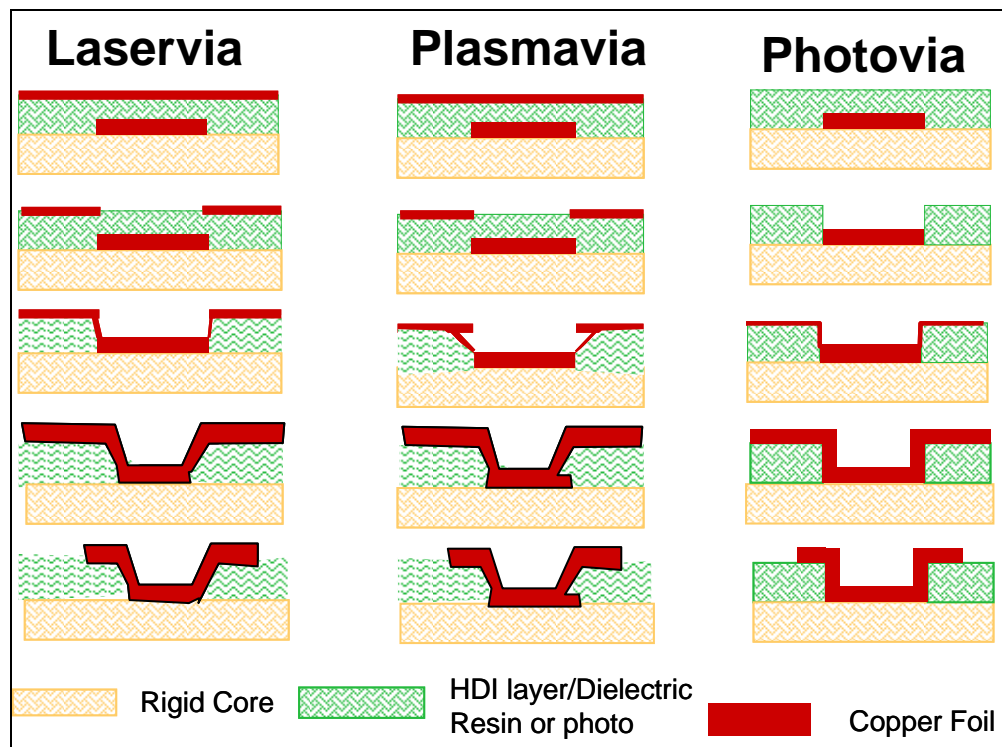 Laservia
Plasmavia
Photovia
Rigid Core
HDI layer/Dielectric
Resin or photo
Copper Foil